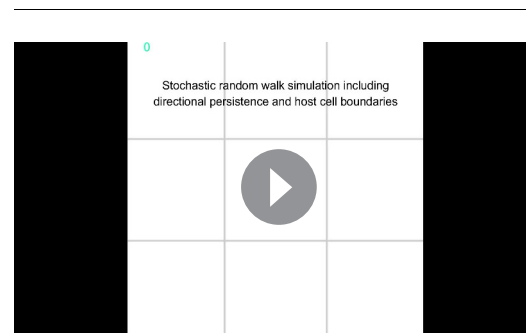 0
Stochastic random walk simulation including
directional persistence and host cell boundaries